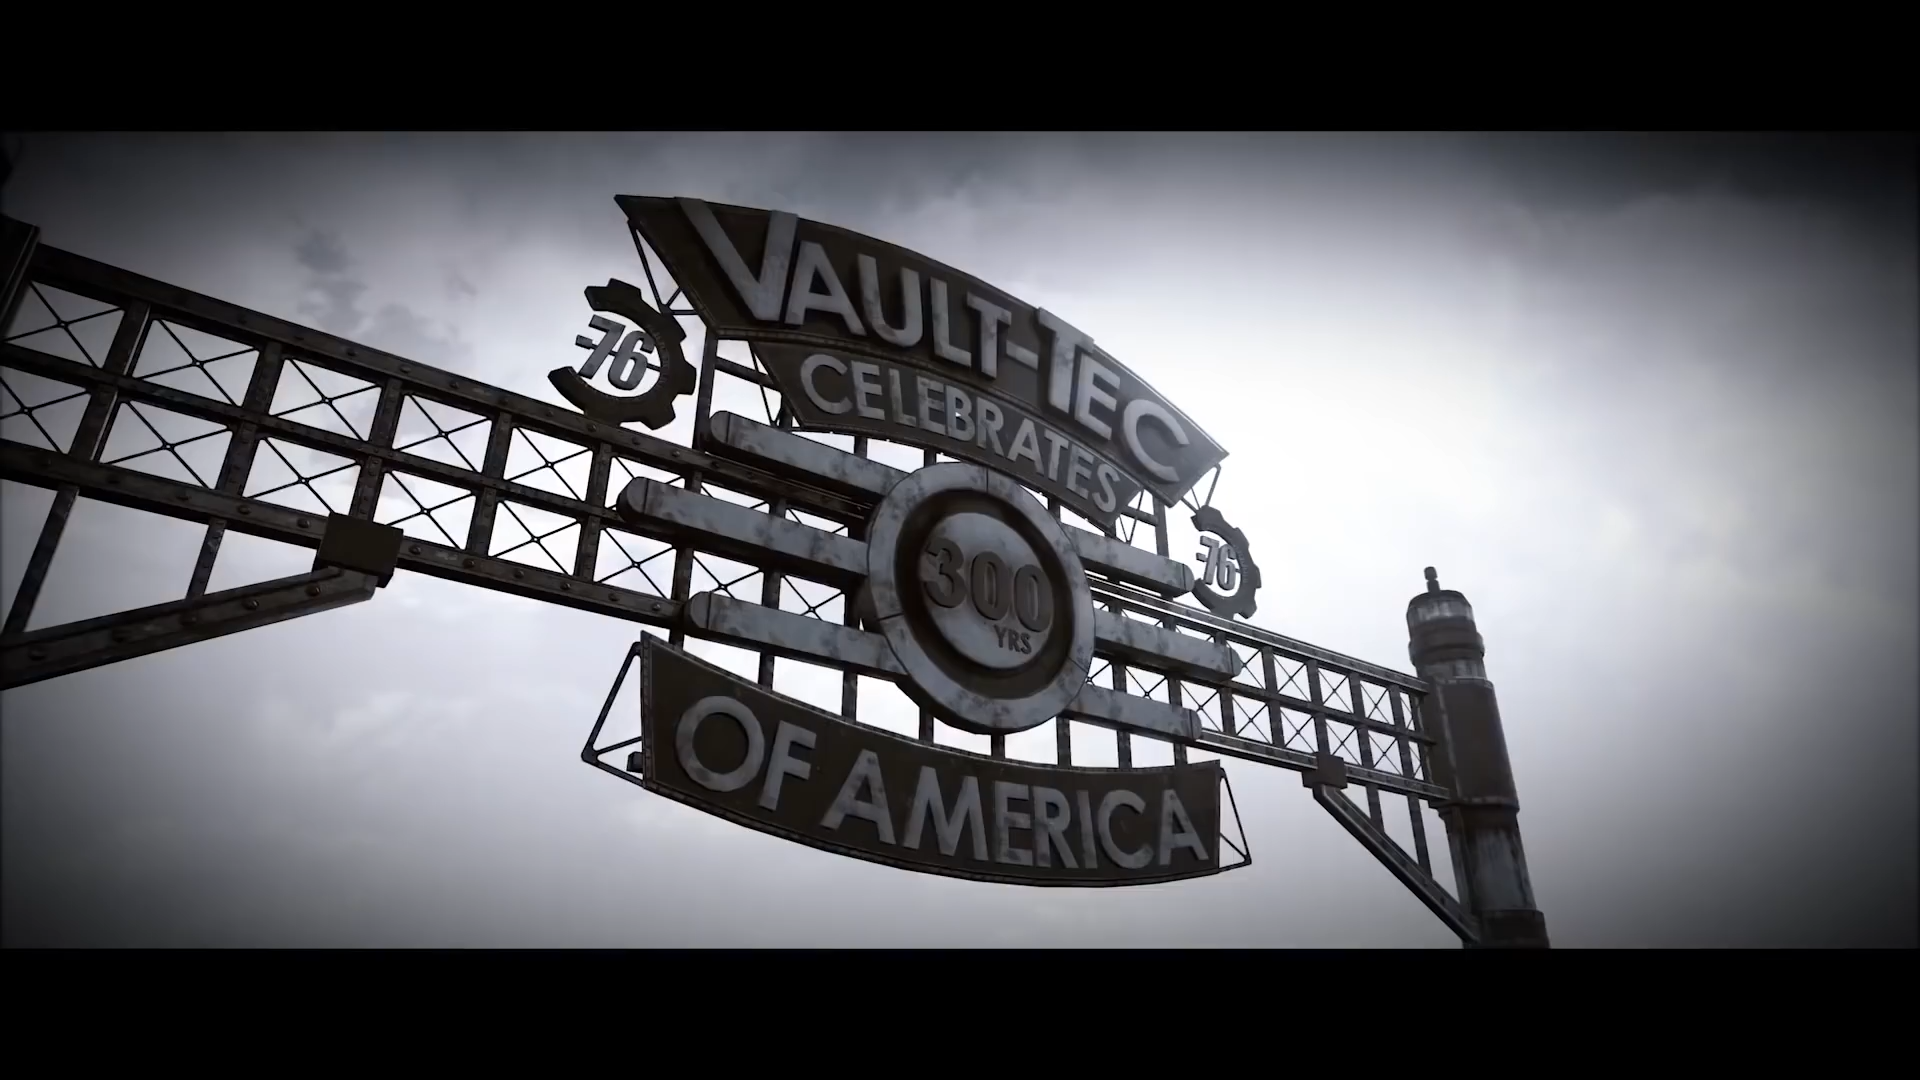 VAULT-TEC
76
CELEBRATES
300
YRS
76
OF AMERICA